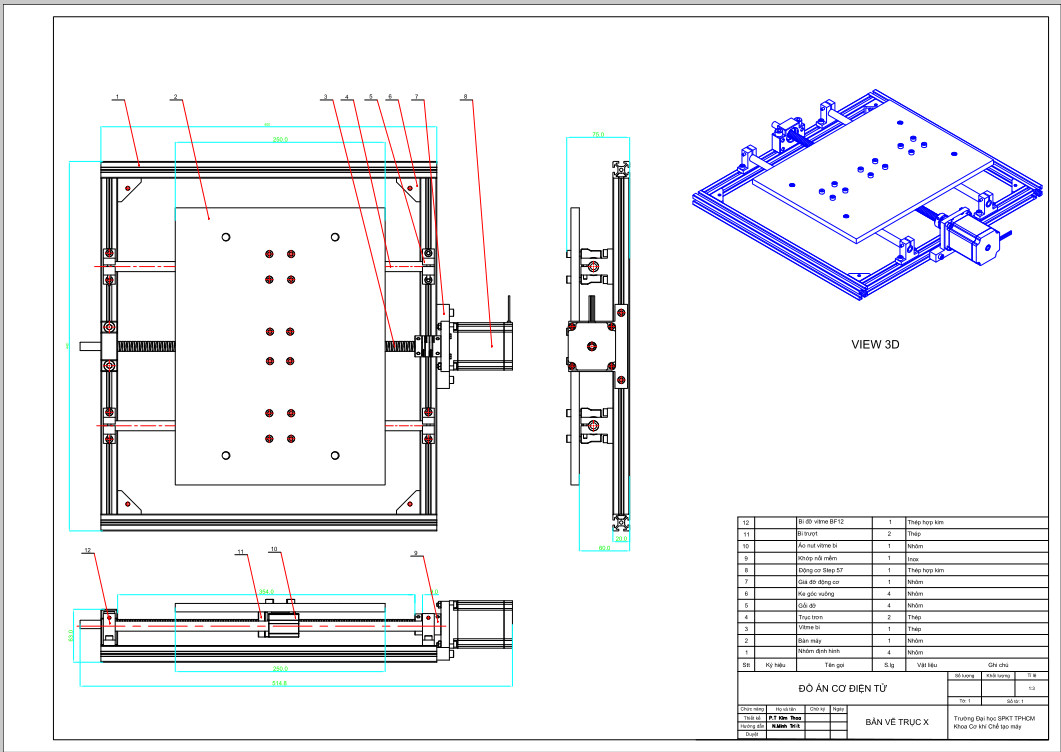 1 2 3 4 5 6 7 8
250.0
75.0
20.0
60.0
VIEW 3D
12 11 10 9
354.0
250.0
514.8
12 Bi đỡ vitme BF12 1 Thép hợp kim
11 Bi trượt 2 Thép
10 Áo nut vitme bi 1 Nhôm
9 Khớp nối mềm 1 Inox
8 Động cơ Step 57 1 Thép hợp kim
7 Giá đỡ động cơ 1 Nhôm
6 Ke góc vuông 4 Nhôm
5 Gối đỡ 4 Nhôm
4 Trục trơn 2 Thép
3 Vitme bi 1 Thép
2 Bàn máy 1 Nhôm
1 Nhôm định hình 4 Nhôm
Stt Ký hiệu Tên gọi S.lg Vật liệu Ghi chú
ĐỒ ÁN CƠ ĐIỆN TỬ
Số lượng Khối lượng Tỉ lệ
1:3
Tờ: 1 Số tờ: 1
Chức năng Họ và tên Chữ ký Ngày
Thiết kế P.T Kim Thoa
Hướng dẫn N.Minh Triết
Duyệt
BẢN VẼ TRỤC X
Trường Đại học SPKT TPHCM
Khoa Cơ khí Chế tạo máy